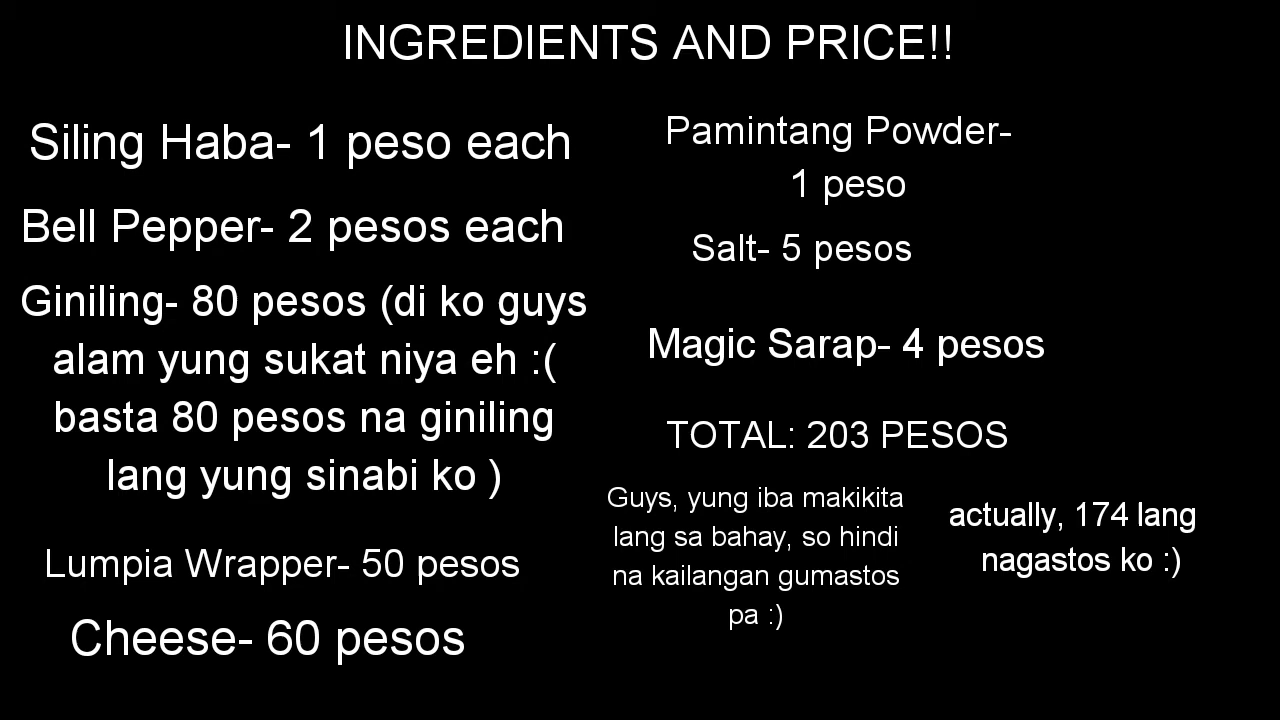 INGREDIENTS AND PRICE!!
Siling Haba- 1 peso each
Bell Pepper- 2 pesos each
Giniling- 80 pesos (di ko guys
alam yung sukat niya eh :(
basta 80 pesos na giniling
lang yung sinabi ko )
Lumpia Wrapper- 50 pesos
Cheese- 60 pesos
Pamintang Powder-
1 peso
Salt- 5 pesos
Magic Sarap- 4 pesos
TOTAL: 203 PESOS
Guys, yung iba makikita
lang sa bahay, so hindi
na kailangan gumastos
pa :)
actually, 174 lang
nagastos ko :)